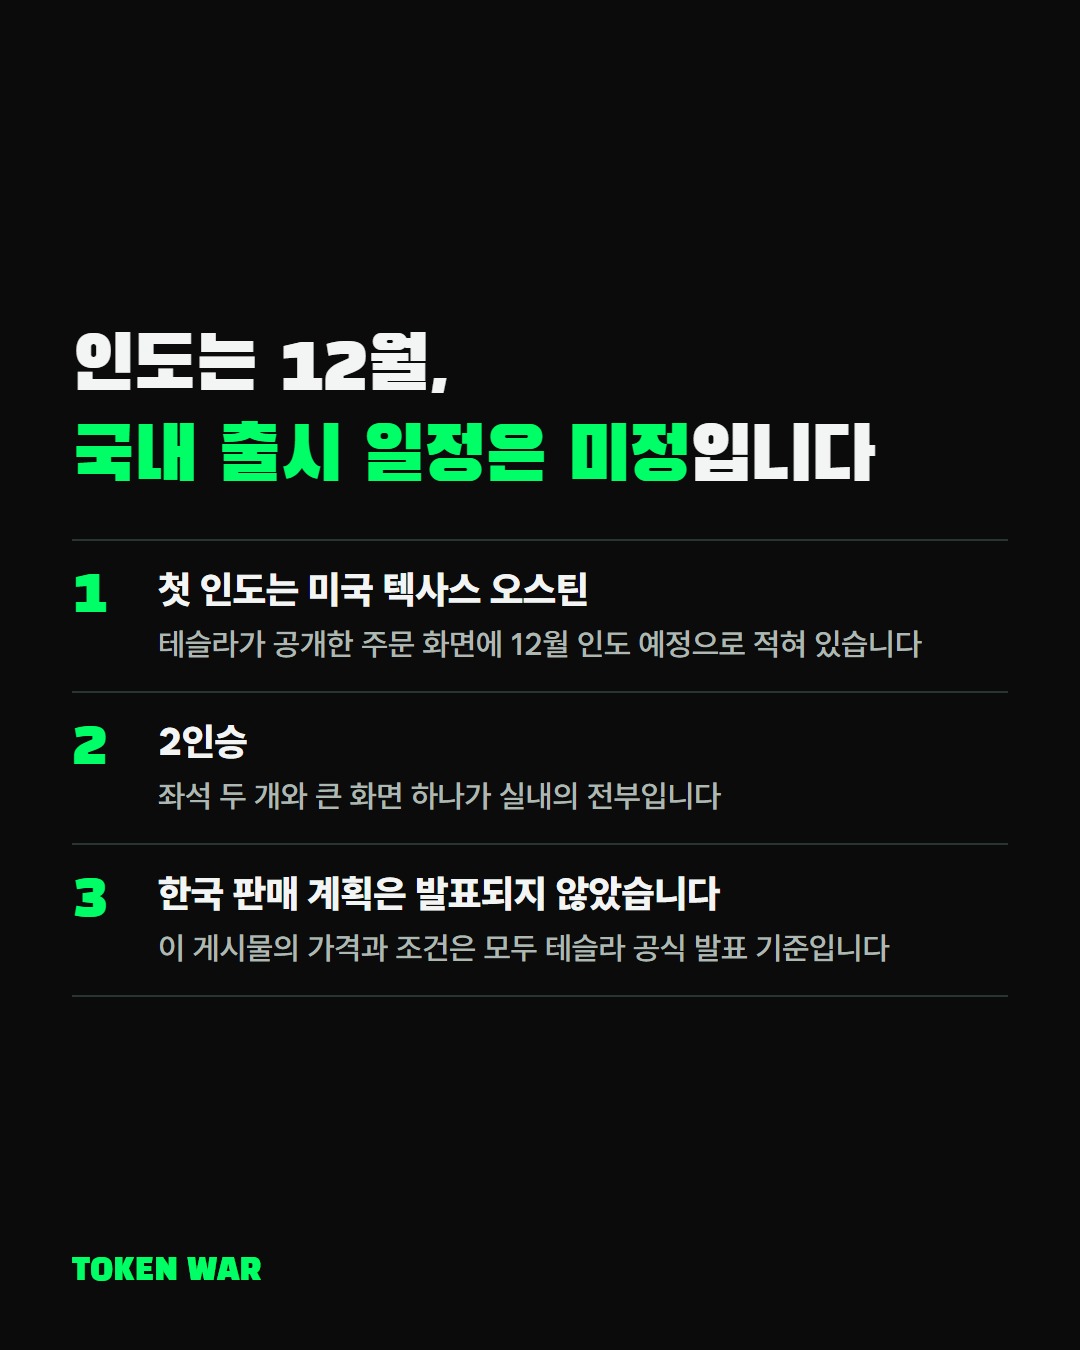 인도는 12월,
국내 출시 일정은 미정입니다
1 첫 인도는 미국 텍사스 오스틴
테슬라가 공개한 주문 화면에 12월 인도 예정으로 적혀 있습니다
2 2인승
좌석 두 개와 큰 화면 하나가 실내의 전부입니다
3 한국 판매 계획은 발표되지 않았습니다
이 게시물의 가격과 조건은 모두 테슬라 공식 발표 기준입니다
TOKEN WAR